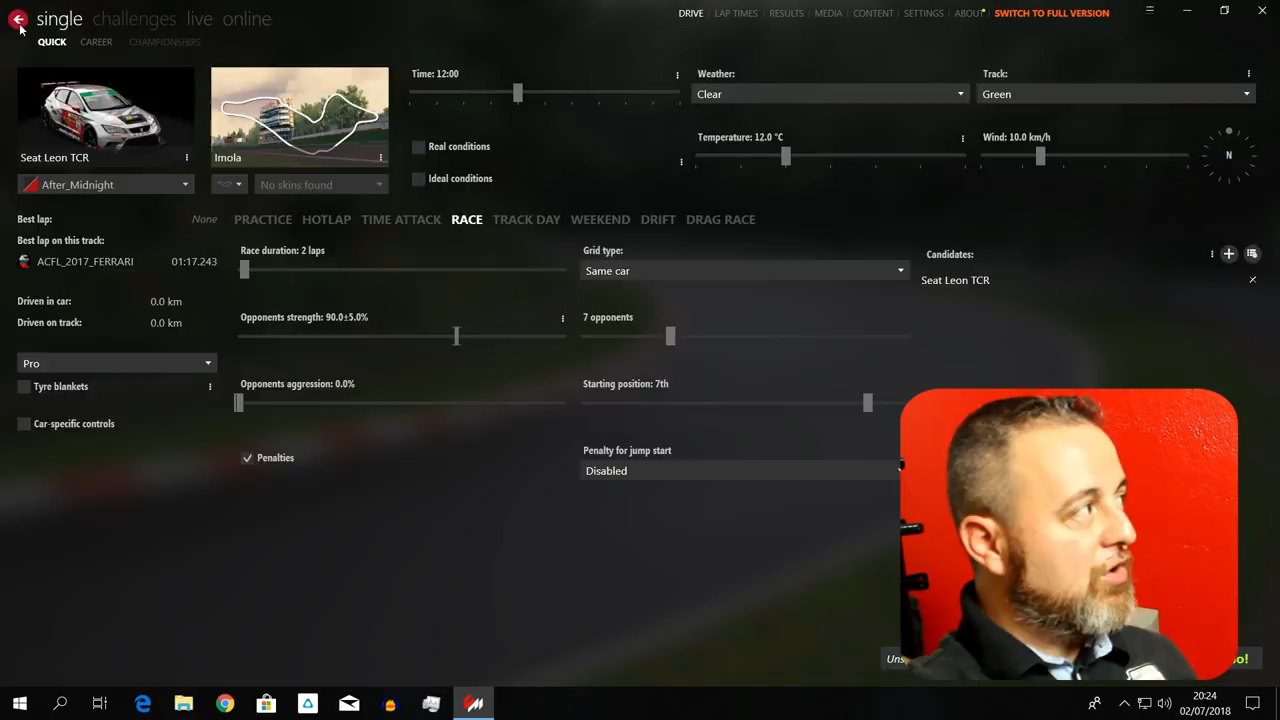 single challenges live online
DRIVE LAP TIMES RESULTS MEDIA CONTENT SETTINGS ABOUT SWITCH TO FULL VERSION
QUICK CAREER CHAMPIONSHIPS
Time: 12:00
Weather:
Track:
Clear
Green
Real conditions
Temperature: 12.0 °C
Wind: 10.0 km/h
Seat Leon TCR
Imola
N
Ideal conditions
After_Midnight
No skins found
Best lap: None
PRACTICE HOTLAP TIME ATTACK RACE TRACK DAY WEEKEND DRIFT DRAG RACE
Best lap on this track:
Race duration: 2 laps
Grid type:
Candidates:
ACFL_2017_FERRARI 01:17.243
Same car
Seat Leon TCR
Driven in car: 0.0 km
Driven on track: 0.0 km
Opponents strength: 90.0±5.0%
7 opponents
Pro
Tyre blankets
Opponents aggression: 0.0%
Starting position: 7th
Car-specific controls
Penalties
Penalty for jump start
Disabled
20:24
02/07/2018